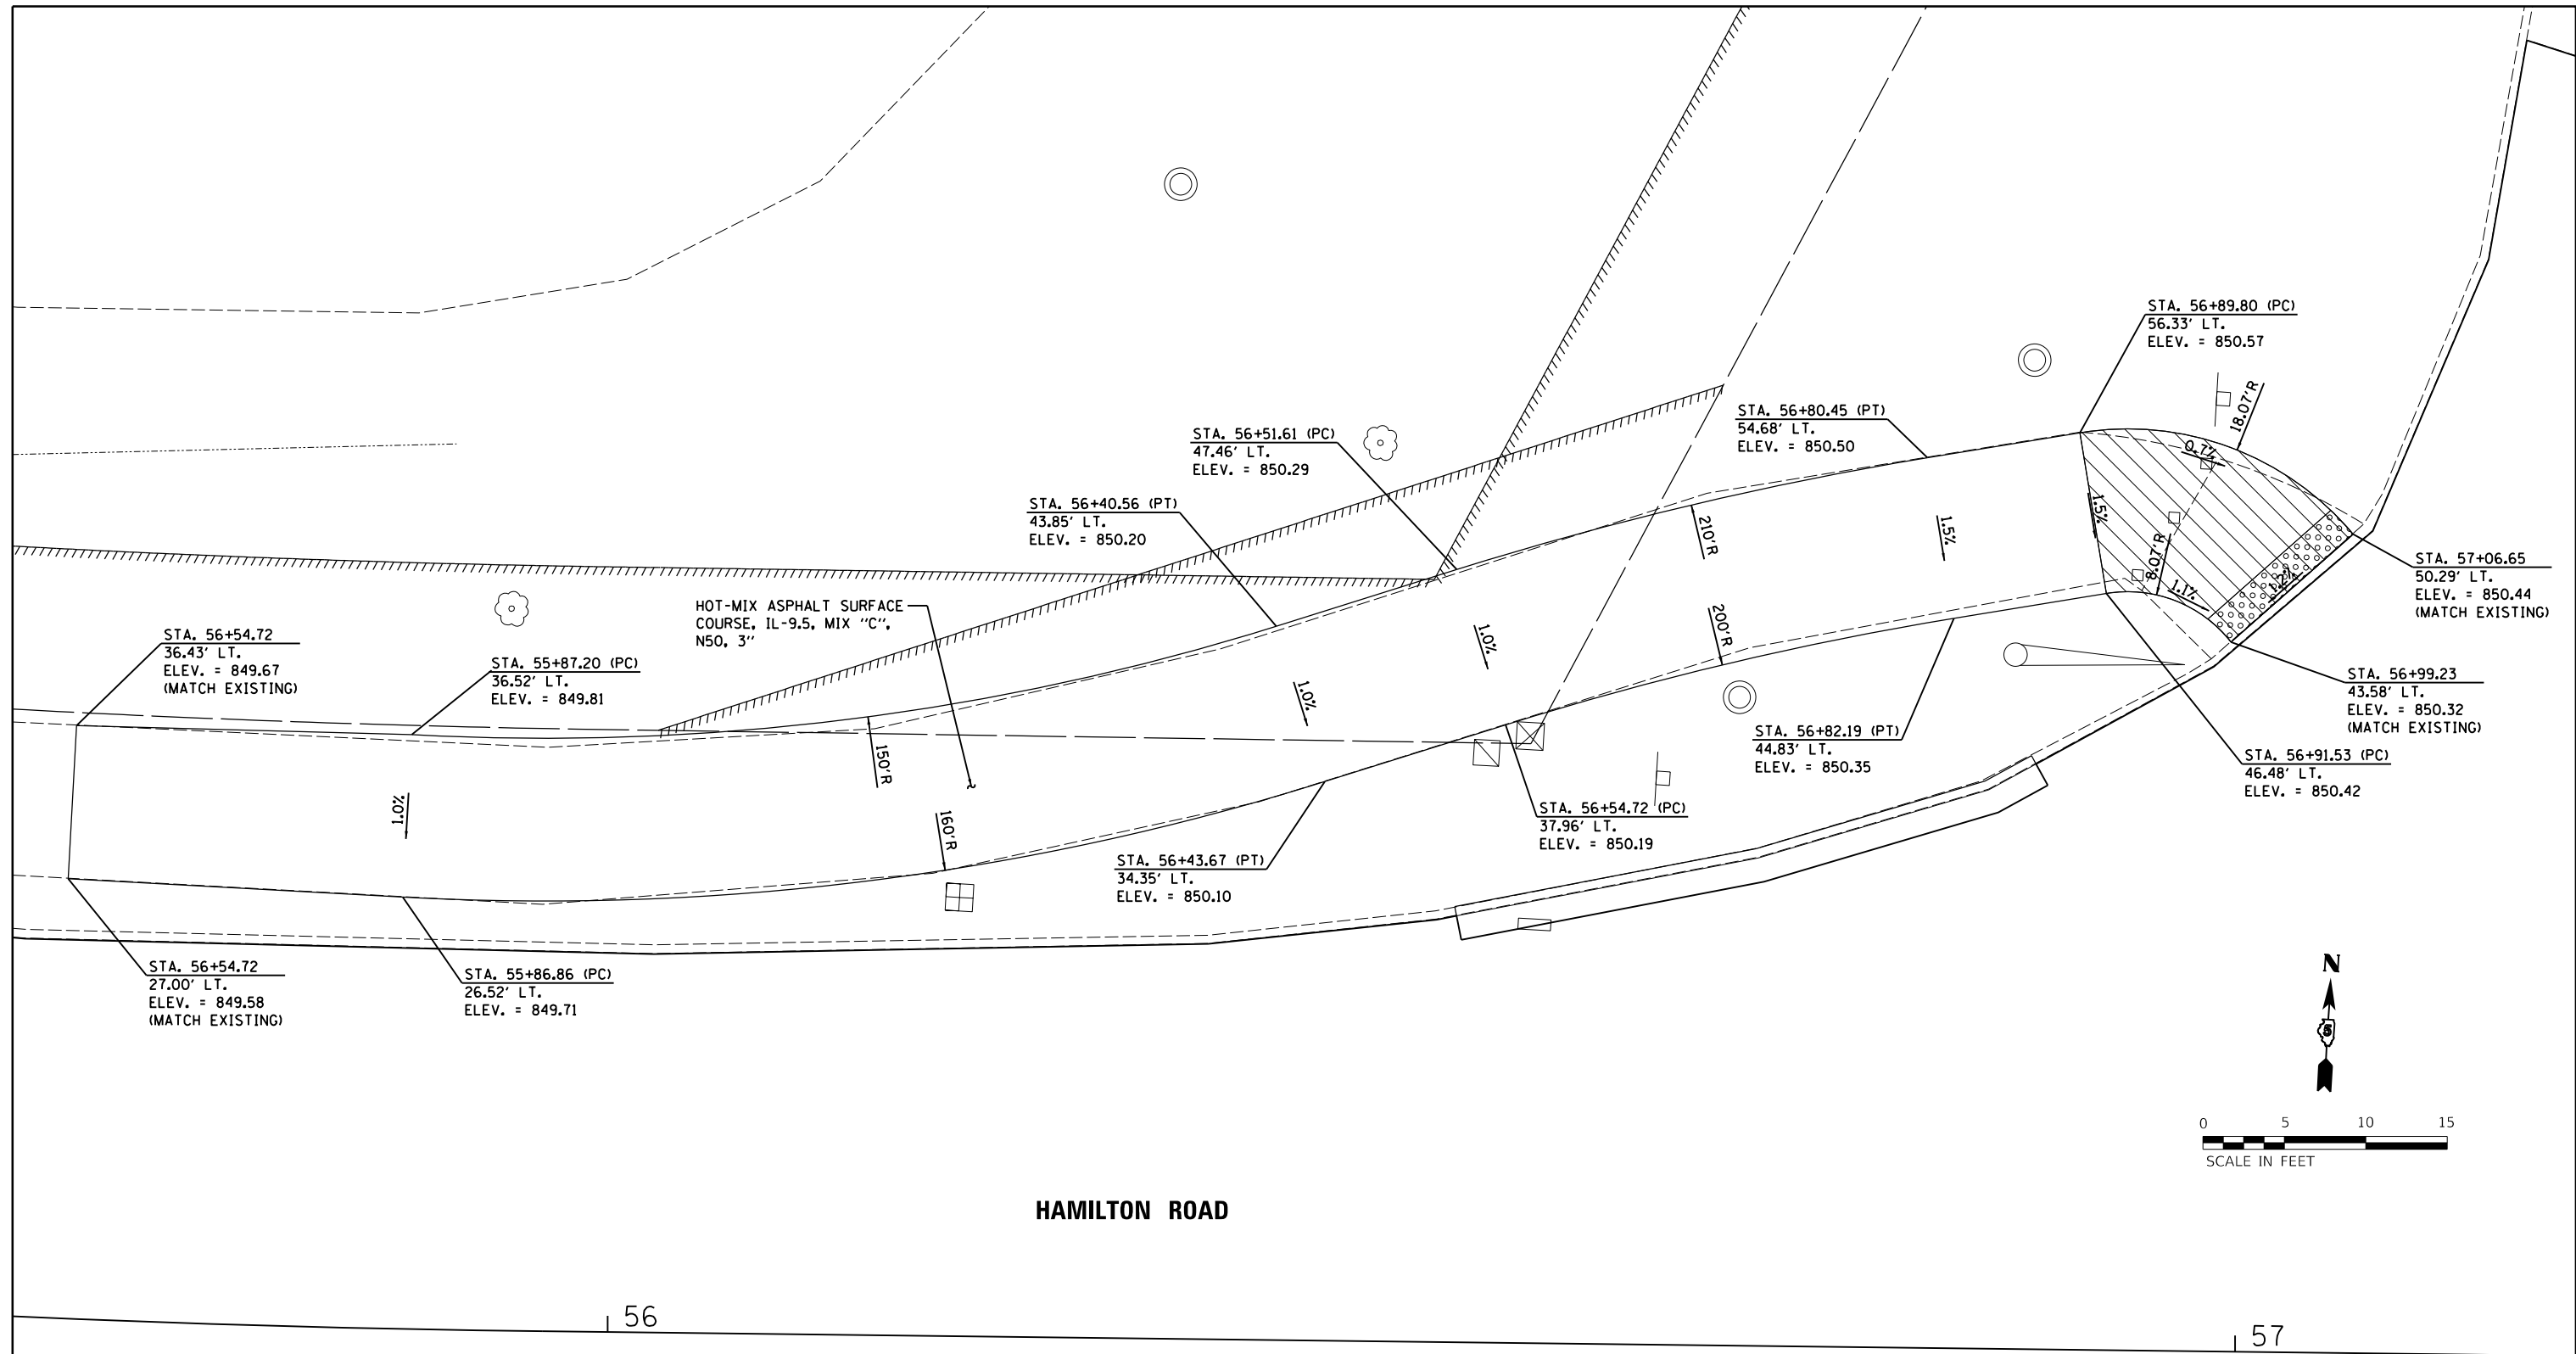 STA. 56+89.80 (PC)
56.33' LT.
ELEV. = 850.57
18.07'R
STA. 56+80.45 (PT)
54.68' LT.
ELEV. = 850.50
STA. 56+51.61 (PC)
47.46' LT.
ELEV. = 850.29
0.7%
STA. 56+40.56 (PT)
43.85' LT.
ELEV. = 850.20
1.5%
210'R
1.5%
8.07'R
1.1%
1.2%
STA. 57+06.65
50.29' LT.
ELEV. = 850.44
(MATCH EXISTING)
HOT-MIX ASPHALT SURFACE
COURSE, IL-9.5, MIX "C",
N50, 3"
STA. 56+54.72
36.43' LT.
ELEV. = 849.67
(MATCH EXISTING)
STA. 55+87.20 (PC)
36.52' LT.
ELEV. = 849.81
1.0%
200'R
1.0%
STA. 56+99.23
43.58' LT.
ELEV. = 850.32
(MATCH EXISTING)
150'R
STA. 56+82.19 (PT)
44.83' LT.
ELEV. = 850.35
STA. 56+91.53 (PC)
46.48' LT.
ELEV. = 850.42
1.0%
160'R
STA. 56+54.72 (PC)
37.96' LT.
ELEV. = 850.19
STA. 56+43.67 (PT)
34.35' LT.
ELEV. = 850.10
STA. 56+54.72
27.00' LT.
ELEV. = 849.58
(MATCH EXISTING)
STA. 55+86.86 (PC)
26.52' LT.
ELEV. = 849.71
N
0 5 10 15
SCALE IN FEET
HAMILTON ROAD
56
57